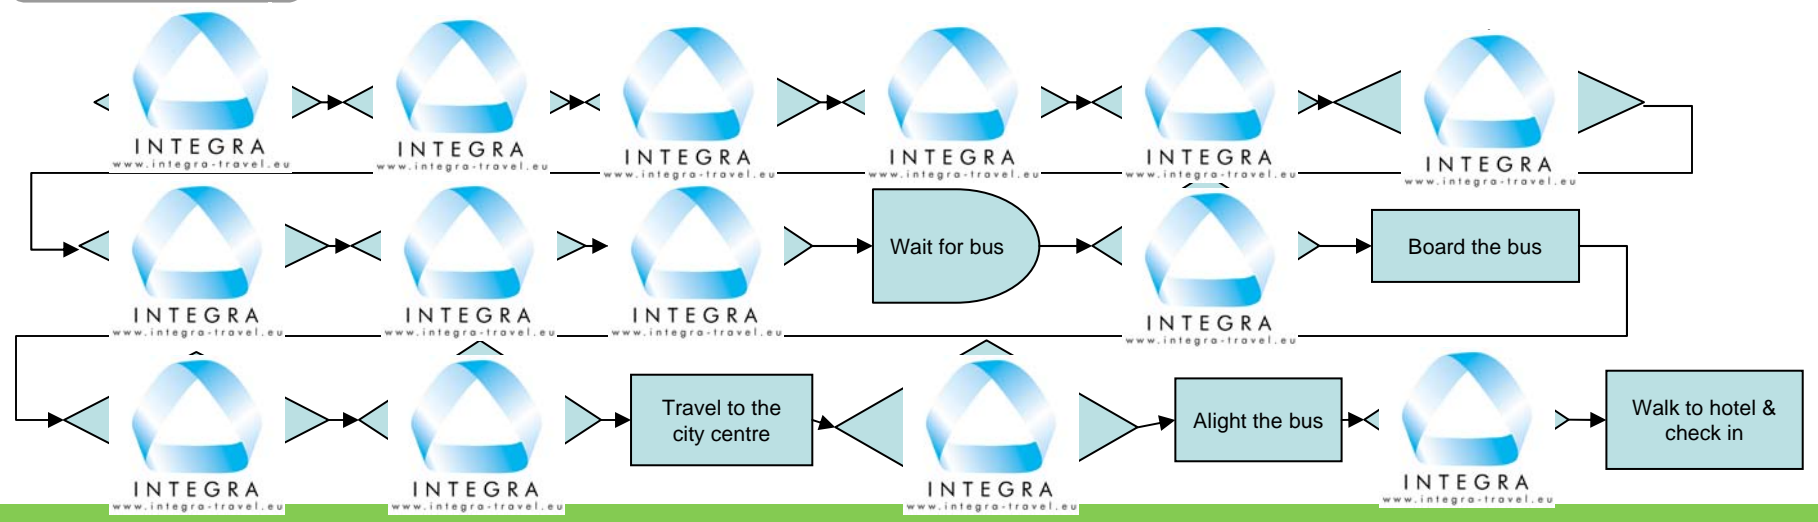 INTEGRA
www.integra-travel.eu
INTEGRA
www.integra-travel.eu
INTEGRA
www.integra-travel.eu
INTEGRA
www.integra-travel.eu
INTEGRA
www.integra-travel.eu
INTEGRA
www.integra-travel.eu
INTEGRA
www.integra-travel.eu
INTEGRA
www.integra-travel.eu
INTEGRA
www.integra-travel.eu
Wait for bus
INTEGRA
www.integra-travel.eu
Board the bus
INTEGRA
www.integra-travel.eu
INTEGRA
www.integra-travel.eu
Travel to the
city centre
INTEGRA
www.integra-travel.eu
Alight the bus
INTEGRA
www.integra-travel.eu
Walk to hotel &
check in